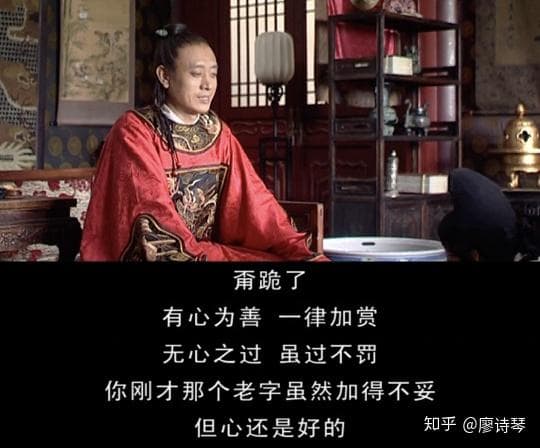 甭跪了
有心为善 一律加赏
无心之过 虽过不罚
你刚才那个老字虽然加得不妥
但心还是好的
知乎 @廖诗琴